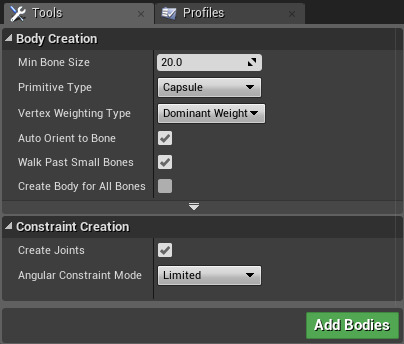 Tools Profiles
Body Creation
Min Bone Size 20.0
Primitive Type Capsule
Vertex Weighting Type Dominant Weight
Auto Orient to Bone
Walk Past Small Bones
Create Body for All Bones
Constraint Creation
Create Joints
Angular Constraint Mode Limited
Add Bodies